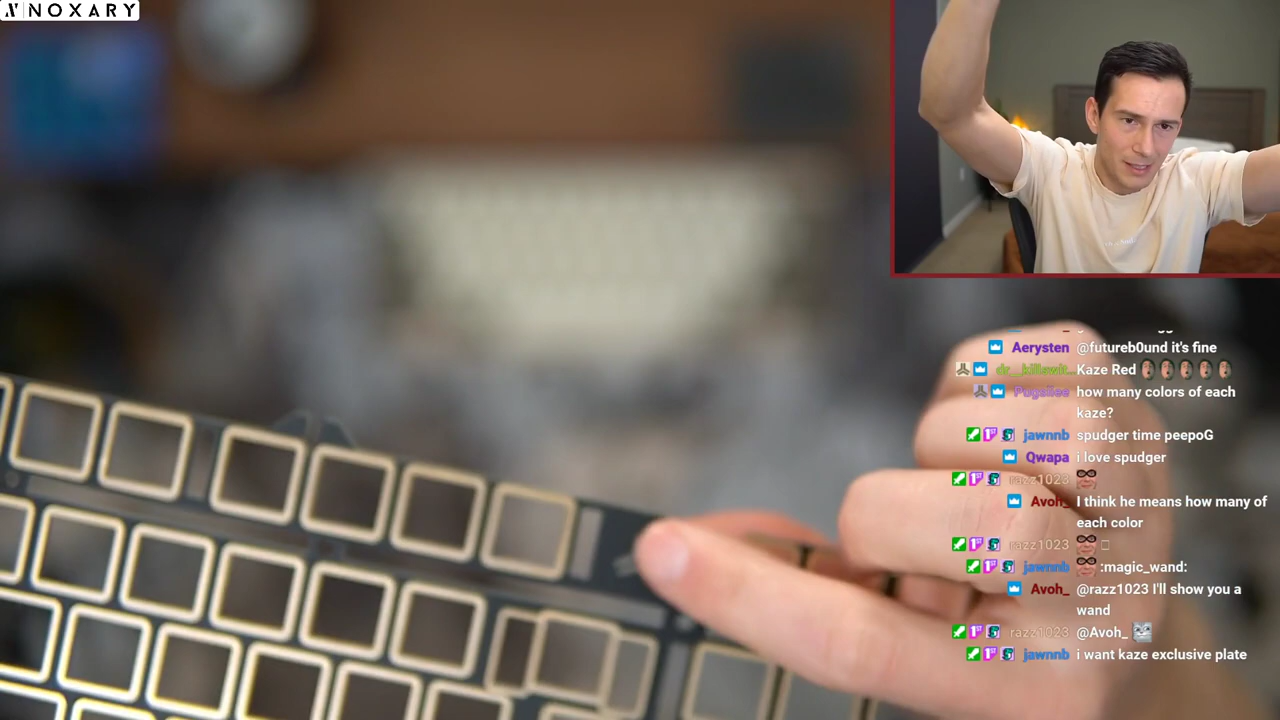 NOXARY
Aerysten @futureb0und it's fine
dr__killswit... Kaze Red
Pugaliee how many colors of each
kaze?
jawnnb spudger time peepoG
Qwapa i love spudger
razz1023
Avoh_ I think he means how many of
each color
razz1023
jawnnb :magic_wand:
Avoh_ @razz1023 I'll show you a
wand
razz1023 @Avoh_
jawnnb i want kaze exclusive plate